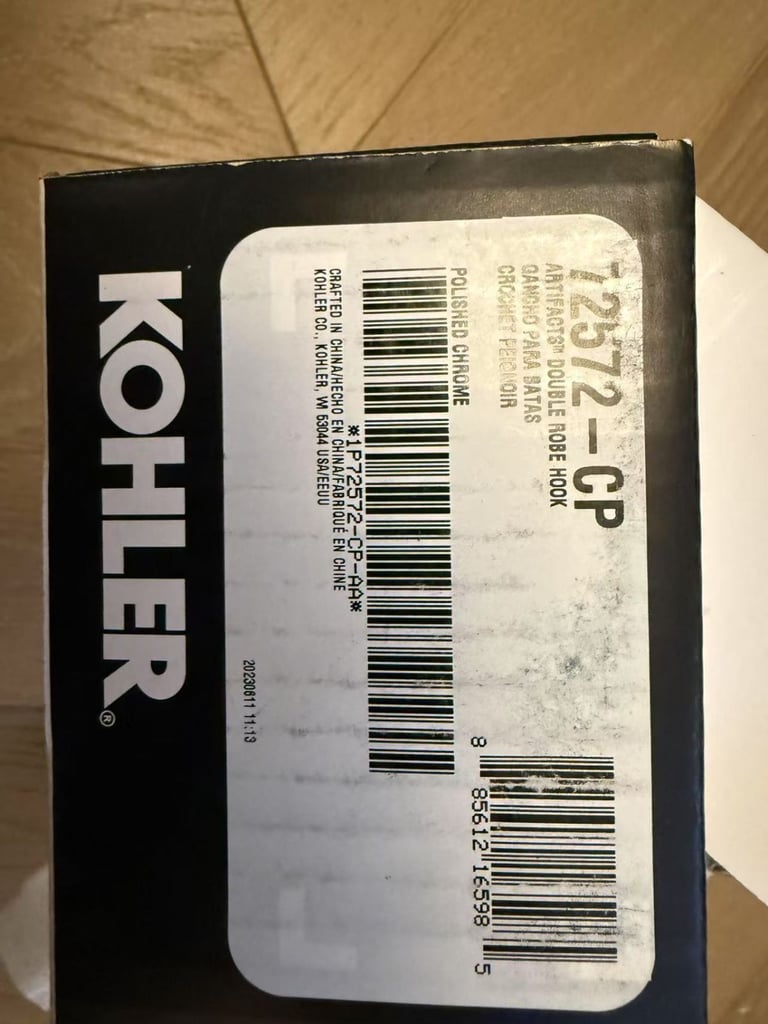 72572-CP
ARTIFACTS™ DOUBLE ROBE HOOK
GANCHO PARA BATAS
CROCHET PEIGNOIR
POLISHED CHROME
*1P72572-CP-AA*
CRAFTED IN CHINA/HECHO EN CHINA/FABRIQUÉ EN CHINE
KOHLER CO., KOHLER, WI 53044 USA/EEUU
8 85612 16598 5
20230611 11:13
KOHLER®